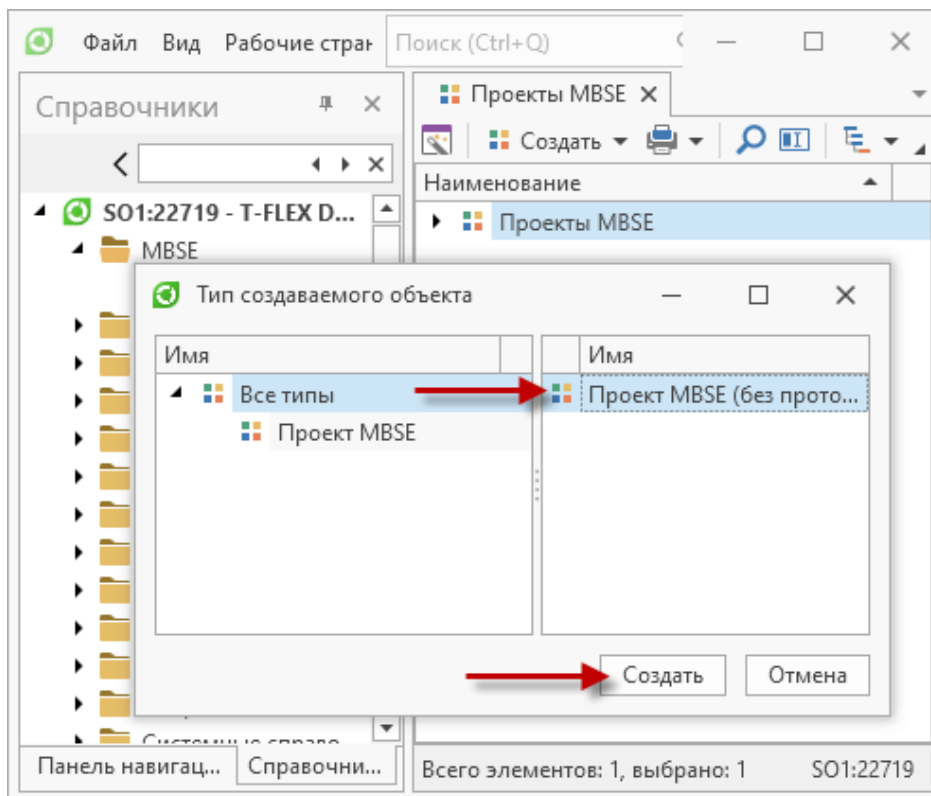 Файл Вид Рабочие стран Поиск (Ctrl+Q)
Справочники
Проекты MBSE
Создать
Наименование
SO1:22719 - T-FLEX D...
Проекты MBSE
MBSE
Тип создаваемого объекта
Имя
Имя
Все типы
Проект MBSE (без прото...
Проект MBSE
Создать
Отмена
Панель навигац...
Справочни...
Всего элементов: 1, выбрано: 1
SO1:22719